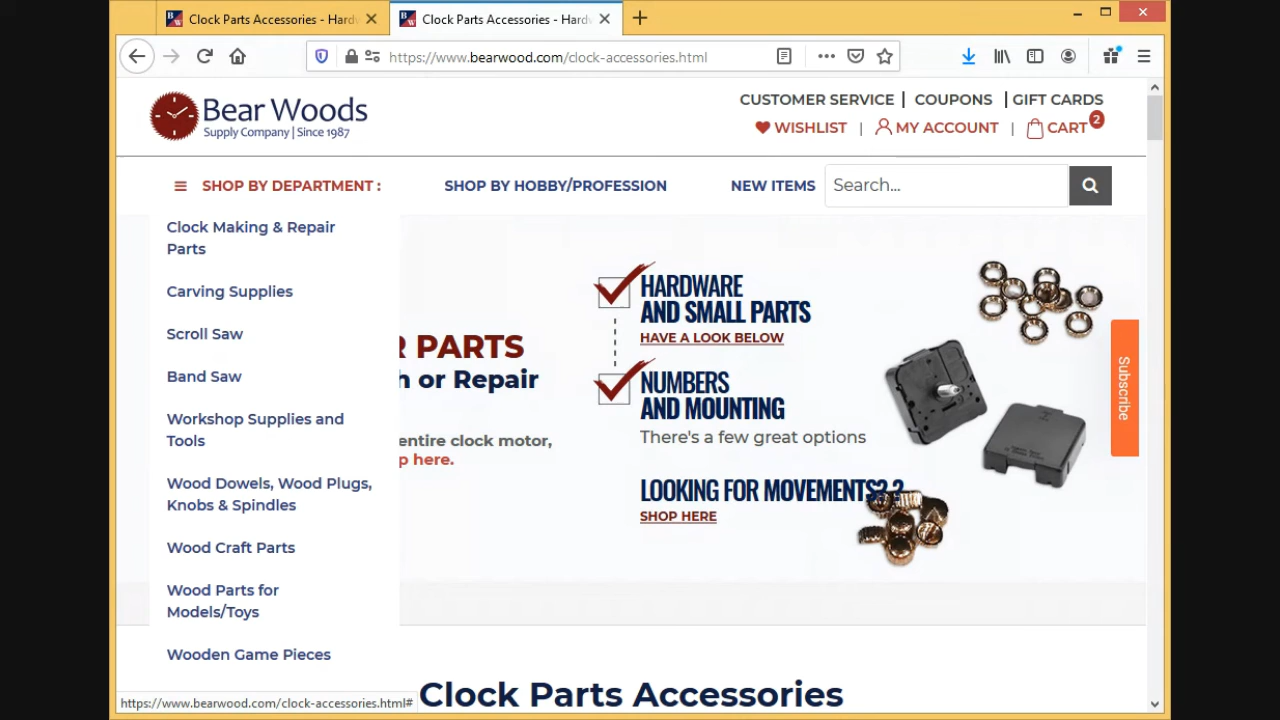 Clock Parts Accessories - Hardw
Clock Parts Accessories - Hardw
https://www.bearwood.com/clock-accessories.html
Bear Woods
Supply Company | Since 1987
CUSTOMER SERVICE | COUPONS | GIFT CARDS
WISHLIST | MY ACCOUNT | CART 2
SHOP BY DEPARTMENT :
SHOP BY HOBBY/PROFESSION
NEW ITEMS
Search...
Clock Making & Repair
Parts
Carving Supplies
Scroll Saw
Band Saw
Workshop Supplies and
Tools
Wood Dowels, Wood Plugs,
Knobs & Spindles
Wood Craft Parts
Wood Parts for
Models/Toys
Wooden Game Pieces
R PARTS
h or Repair
entire clock motor,
p here.
HARDWARE
AND SMALL PARTS
HAVE A LOOK BELOW
NUMBERS
AND MOUNTING
There's a few great options
LOOKING FOR MOVEMENTS? ?
SHOP HERE
Subscribe
Clock Parts Accessories
https://www.bearwood.com/clock-accessories.html#